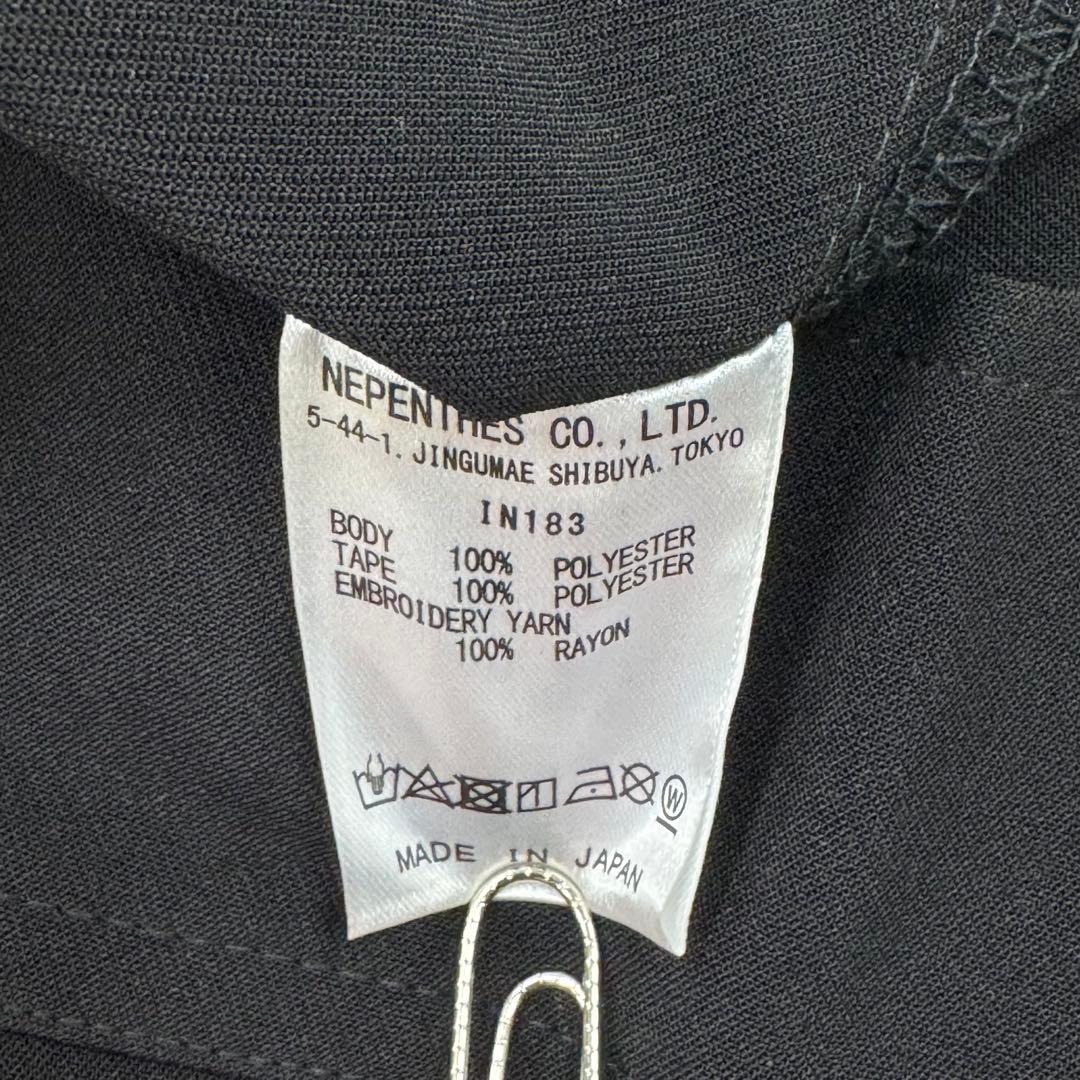 NEPENTHES CO., LTD.
5-44-1. JINGUMAE SHIBUYA. TOKYO
IN183
BODY 100% POLYESTER
TAPE 100% POLYESTER
EMBROIDERY YARN
100% RAYON
W
MADE IN JAPAN